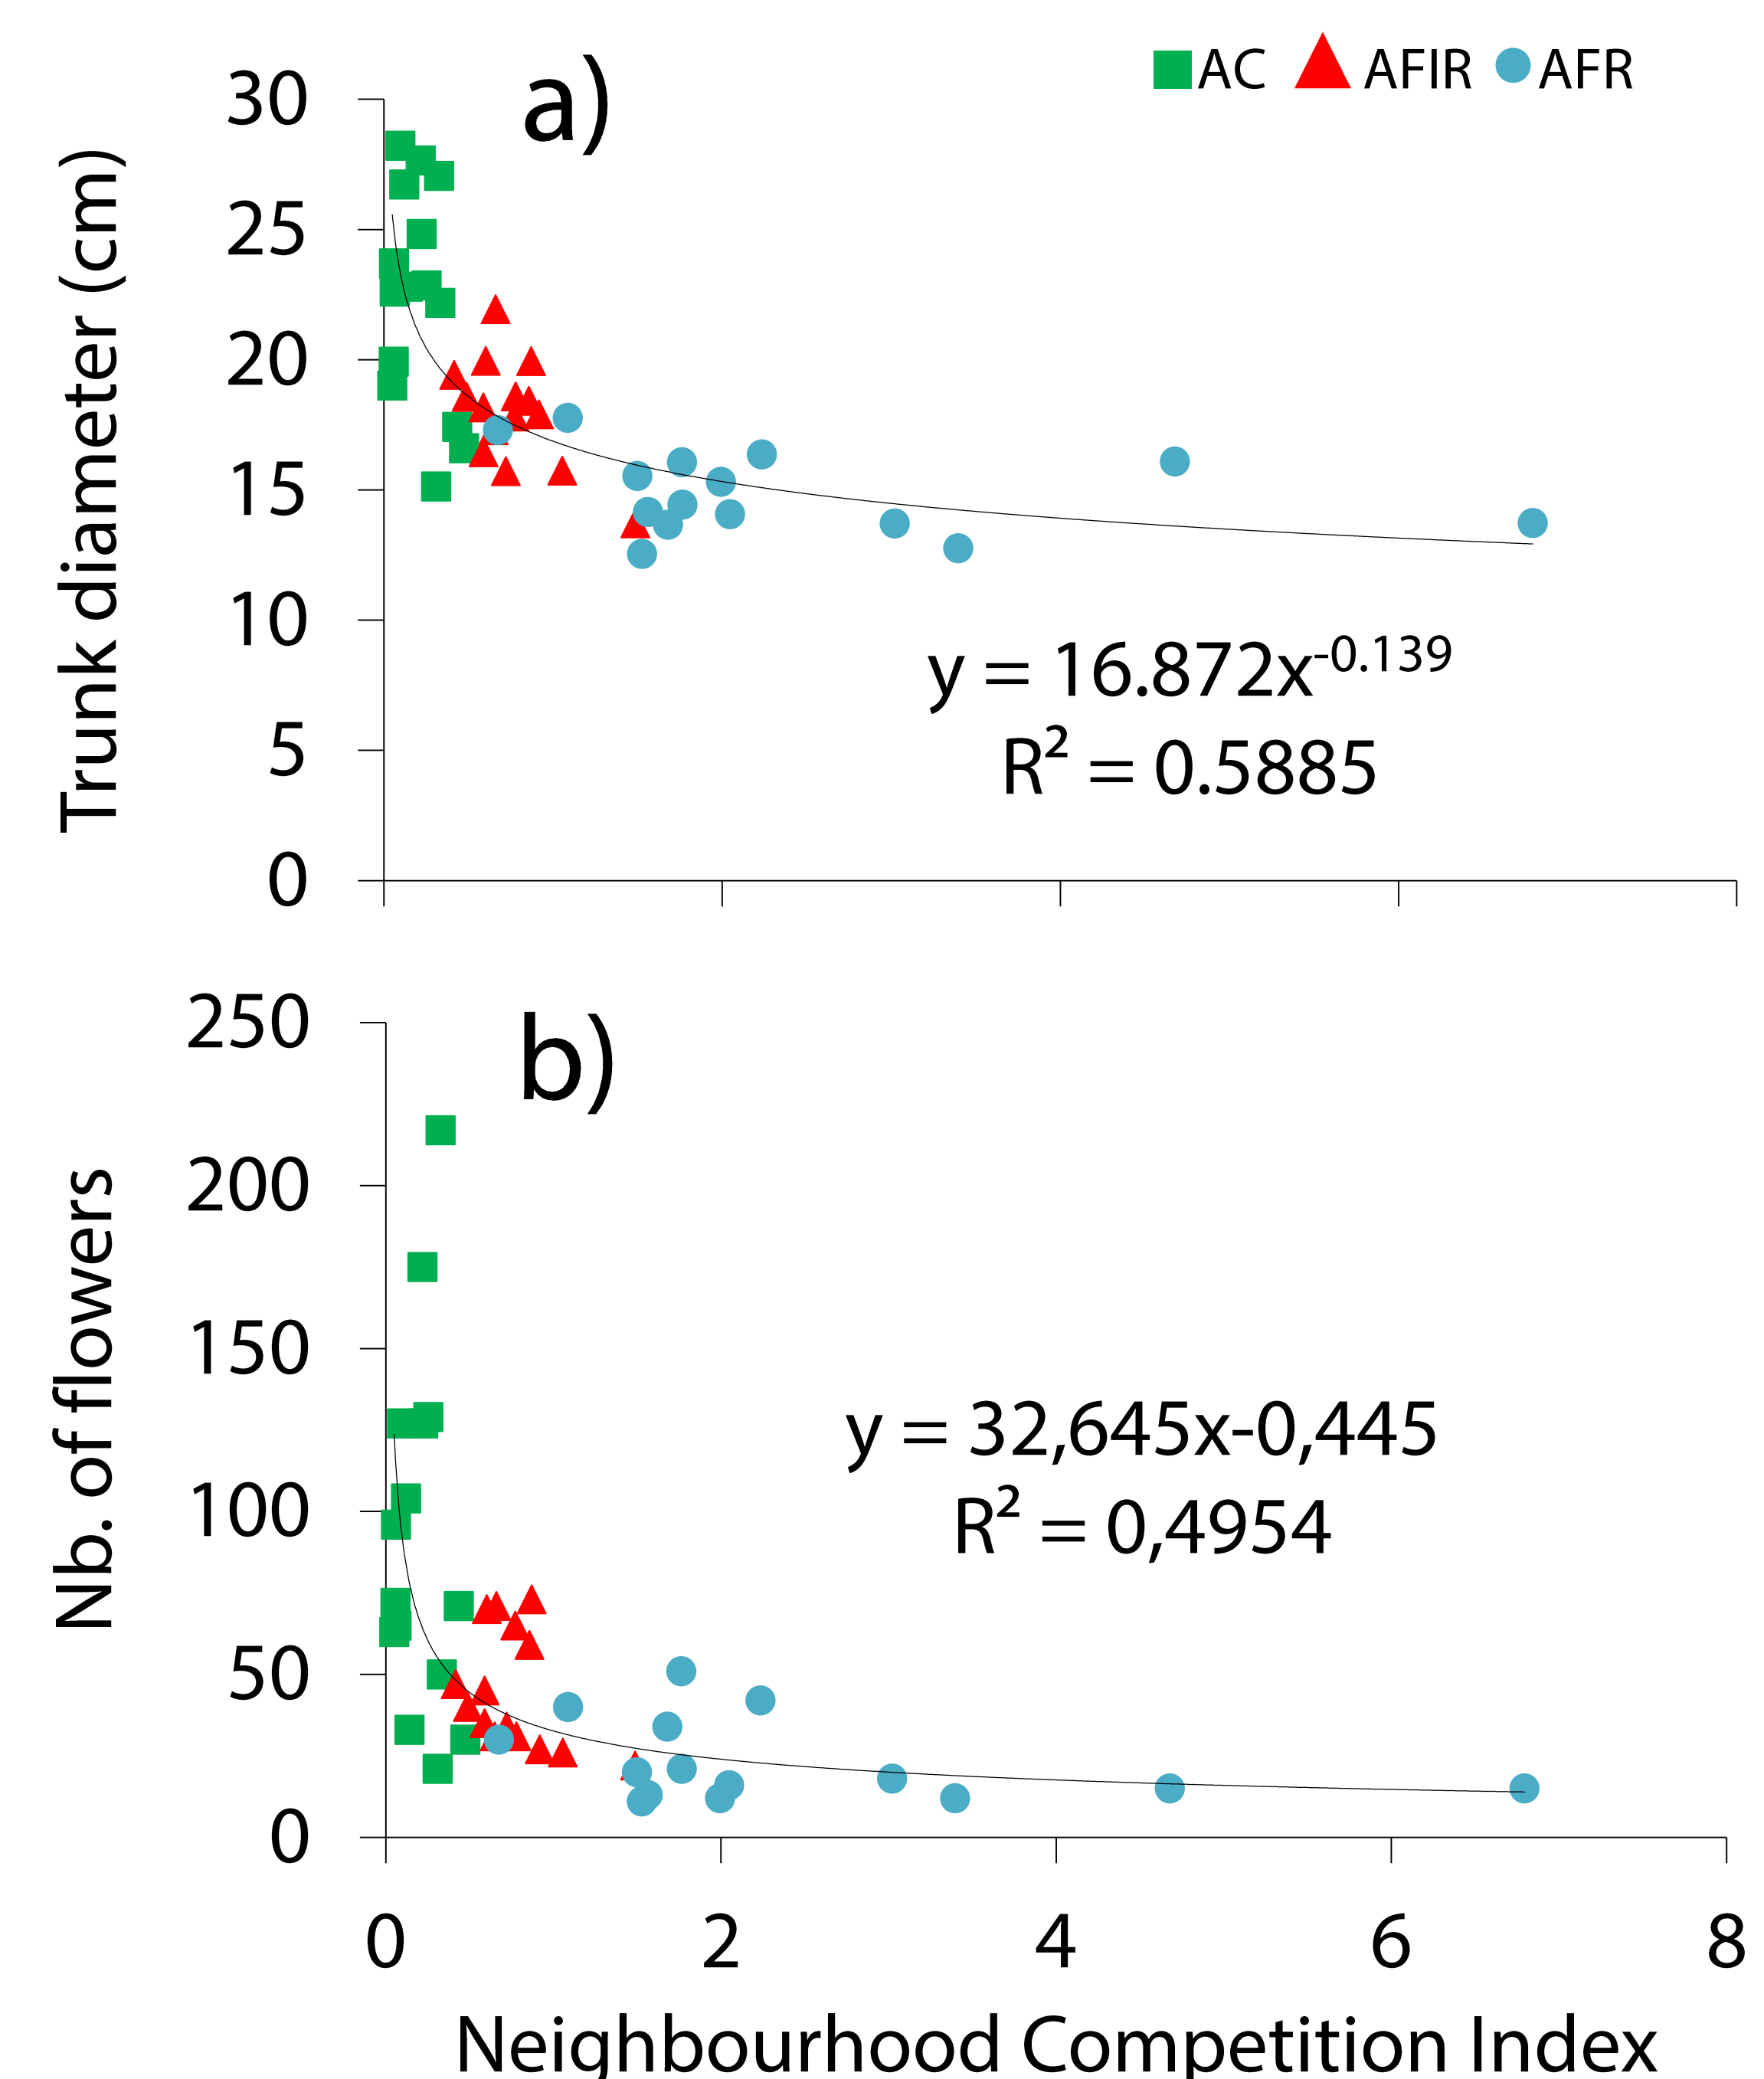 AC AFIR AFR
a)
30
25
20
15
10
5
0
Trunk diameter (cm)
y = 16.872x-0.139
R² = 0.5885
b)
250
200
150
100
50
0
Nb. of flowers
y = 32,645x-0,445
R² = 0,4954
0 2 4 6 8
Neighbourhood Competition Index